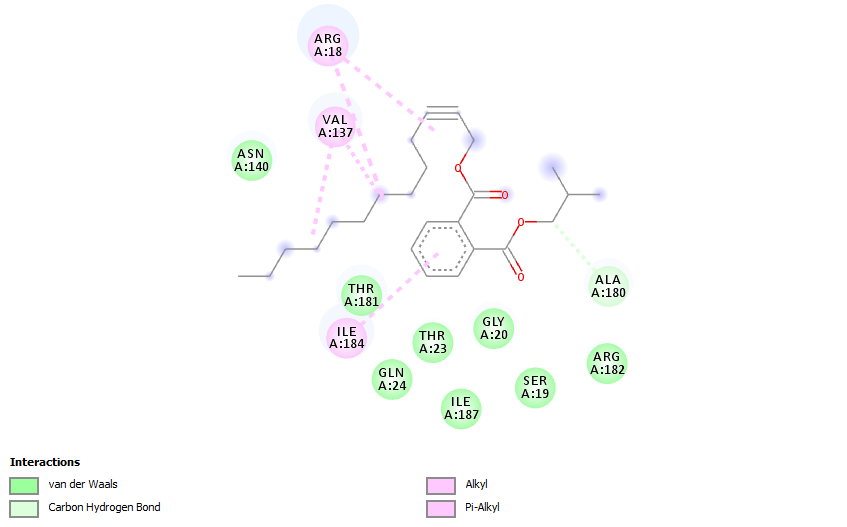 ARG
A:18
VAL
A:137
ASN
A:140
O
O
O
O
ALA
A:180
THR
A:181
ILE
A:184
THR
A:23
GLY
A:20
GLN
A:24
ILE
A:187
SER
A:19
ARG
A:182
Interactions
van der Waals
Carbon Hydrogen Bond
Alkyl
Pi-Alkyl